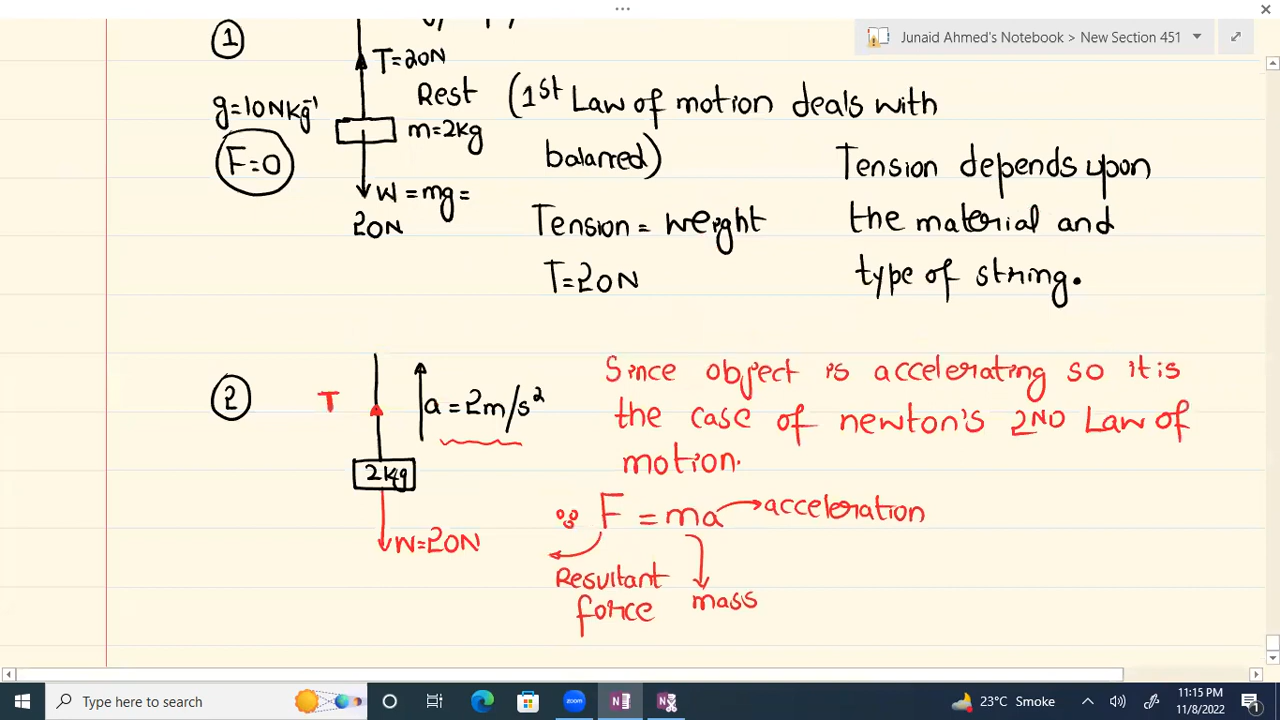 Junaid Ahmed's Notebook > New Section 451
①
T=20N
g=10Nkg⁻¹
Rest
m=2kg
F=0
W=mg=
20N
(1st Law of motion deals with
balanced)
Tension = weight
T=20N
Tension depends upon
the material and
type of string.
②
T
a=2m/s²
2kg
W=20N
Since object is accelerating so it is
the case of newton's 2ND Law of
motion.
F = ma → acceleration
Resultant
force
mass
Type here to search
zoom
23°C Smoke
11:15 PM
11/8/2022
1